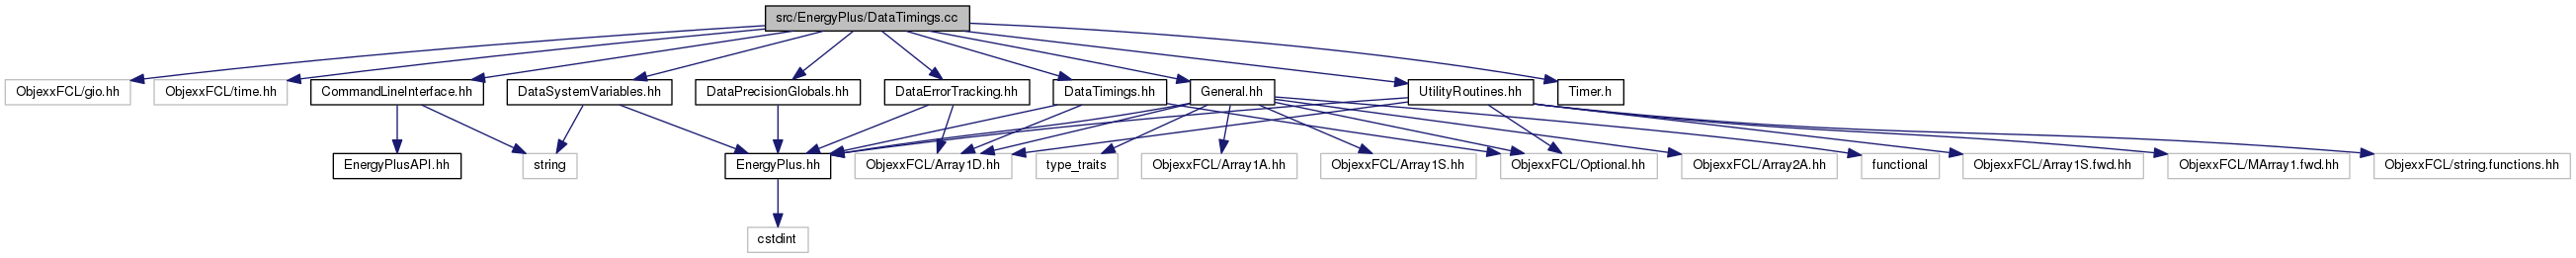 src/EnergyPlus/DataTimings.cc
ObjexxFCL/gio.hh
ObjexxFCL/time.hh
CommandLineInterface.hh
DataSystemVariables.hh
DataPrecisionGlobals.hh
DataErrorTracking.hh
DataTimings.hh
General.hh
UtilityRoutines.hh
Timer.h
EnergyPlusAPI.hh
string
EnergyPlus.hh
ObjexxFCL/Array1D.hh
type_traits
ObjexxFCL/Array1A.hh
ObjexxFCL/Array1S.hh
ObjexxFCL/Optional.hh
ObjexxFCL/Array2A.hh
functional
ObjexxFCL/Array1S.fwd.hh
ObjexxFCL/MArray1.fwd.hh
ObjexxFCL/string.functions.hh
cstdint